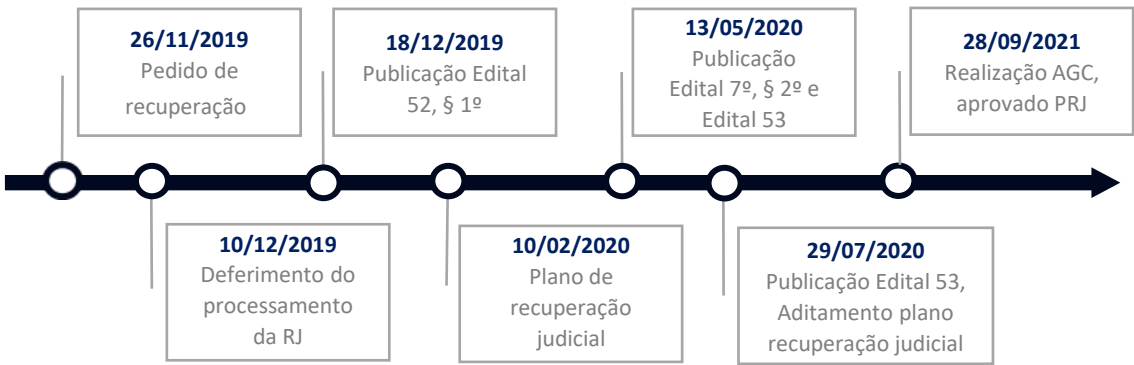 26/11/2019
Pedido de
recuperação
18/12/2019
Publicação Edital
52, § 1º
13/05/2020
Publicação
Edital 7º, § 2º e
Edital 53
28/09/2021
Realização AGC,
aprovado PRJ
10/12/2019
Deferimento do
processamento
da RJ
10/02/2020
Plano de
recuperação
judicial
29/07/2020
Publicação Edital 53,
Aditamento plano
recuperação judicial